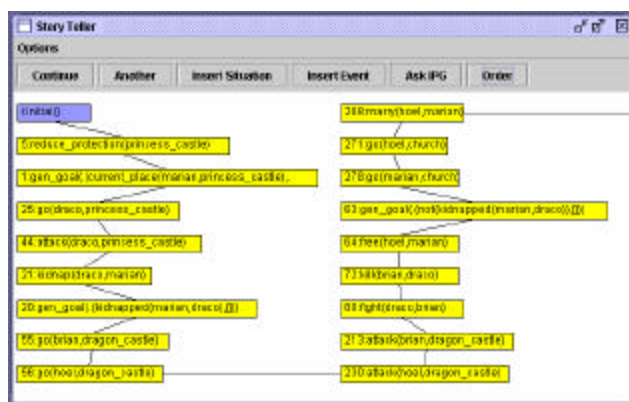 Story Teller
Options
Continue
Another
Insert Situation
Insert Event
Ask IPG
Order
5:reduce_protection(princess_castle)
1:gen_goal(,(current_place(marian,princess_castle),
25:go(draco,princess_castle)
44:attack(draco,princess_castle)
31:kidnap(draco,marian)
20:gen_goal(,(kidnapped(marian,draco),[]))
55:go(brian,dragon_castle)
56:go(hoel,dragon_castle)
268:marry(hoel,marian)
271:go(hoel,church)
278:go(marian,church)
63:gen_goal(,(not(kidnapped(marian,draco)),[]))
64:free(hoel,marian)
73:kill(brian,draco)
68:fight(draco,brian)
213:attack(brian,dragon_castle)
230:attack(hoel,dragon_castle)